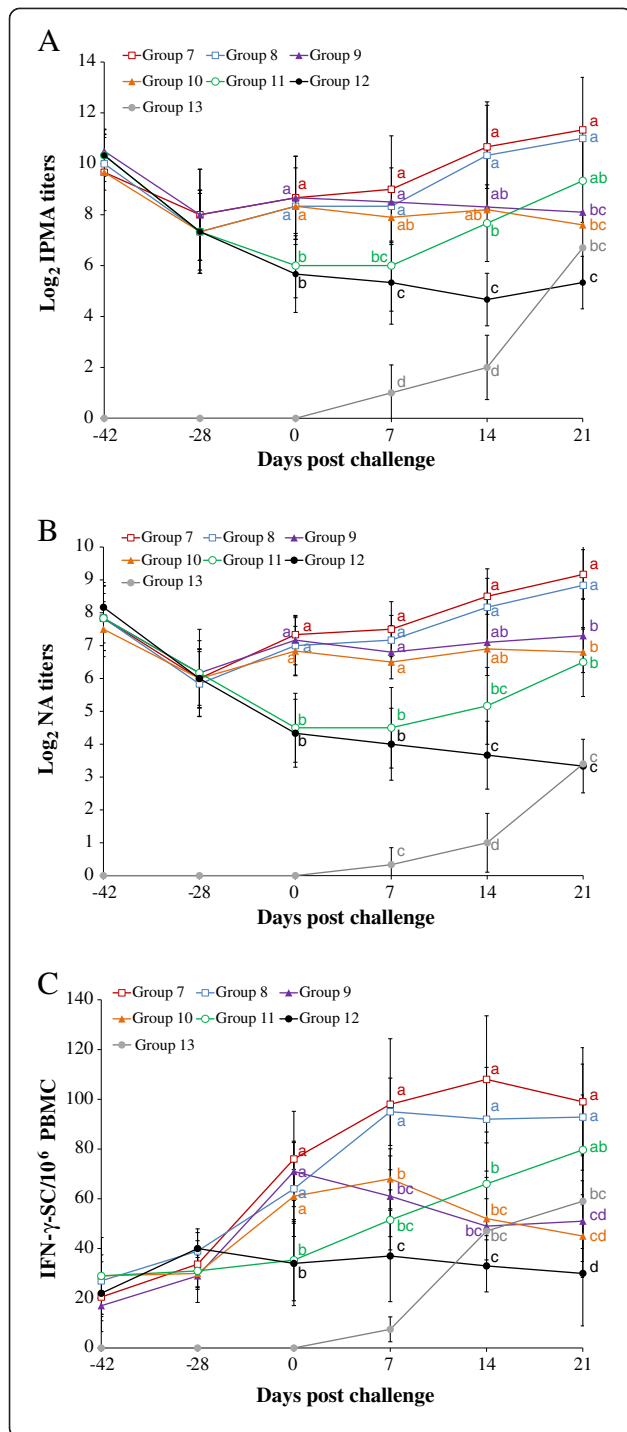 A
Group 7 Group 8 Group 9
Group 10 Group 11 Group 12
Group 13
14
12
10
8
6
4
2
0
Log₂ IPMA titers
a a a a
a a a a
a ab bc
a ab ab bc
b bc b ab
b c c c
d d bc
-42 -28 0 7 14 21
Days post challenge
B
Group 7 Group 8 Group 9
Group 10 Group 11 Group 12
Group 13
10
9
8
7
6
5
4
3
2
1
0
Log₂ NA titers
a a a a
a a a a
a a ab b
a a ab b
b b bc b
b b c c
c d c
-42 -28 0 7 14 21
Days post challenge
C
Group 7 Group 8 Group 9
Group 10 Group 11 Group 12
Group 13
140
120
100
80
60
40
20
0
IFN-γ-SC/10⁶ PBMC
a a a a
a a a a
a bc bc cd
a b bc cd
b bc b ab
b c c d
bc bc
-42 -28 0 7 14 21
Days post challenge